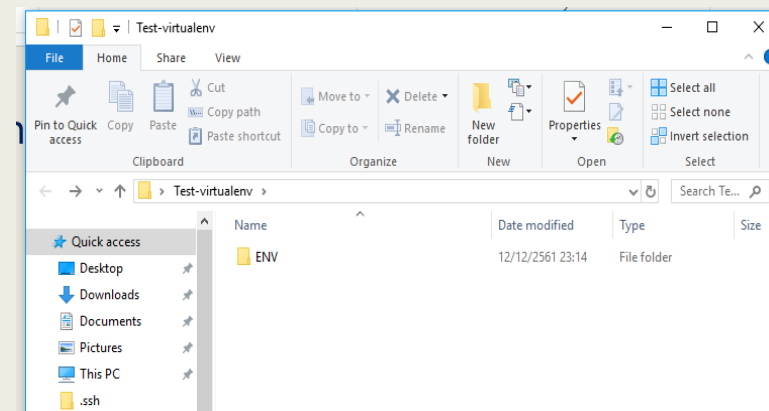 Test-virtualenv
File Home Share View
Pin to Quick access
Copy
Paste
Cut
Copy path
Paste shortcut
Clipboard
Move to
Copy to
Delete
Rename
Organize
New folder
New
Properties
Open
Select all
Select none
Invert selection
Select
Test-virtualenv
Search Te...
Name Date modified Type Size
Quick access
Desktop
Downloads
Documents
Pictures
This PC
.ssh
ENV 12/12/2561 23:14 File folder